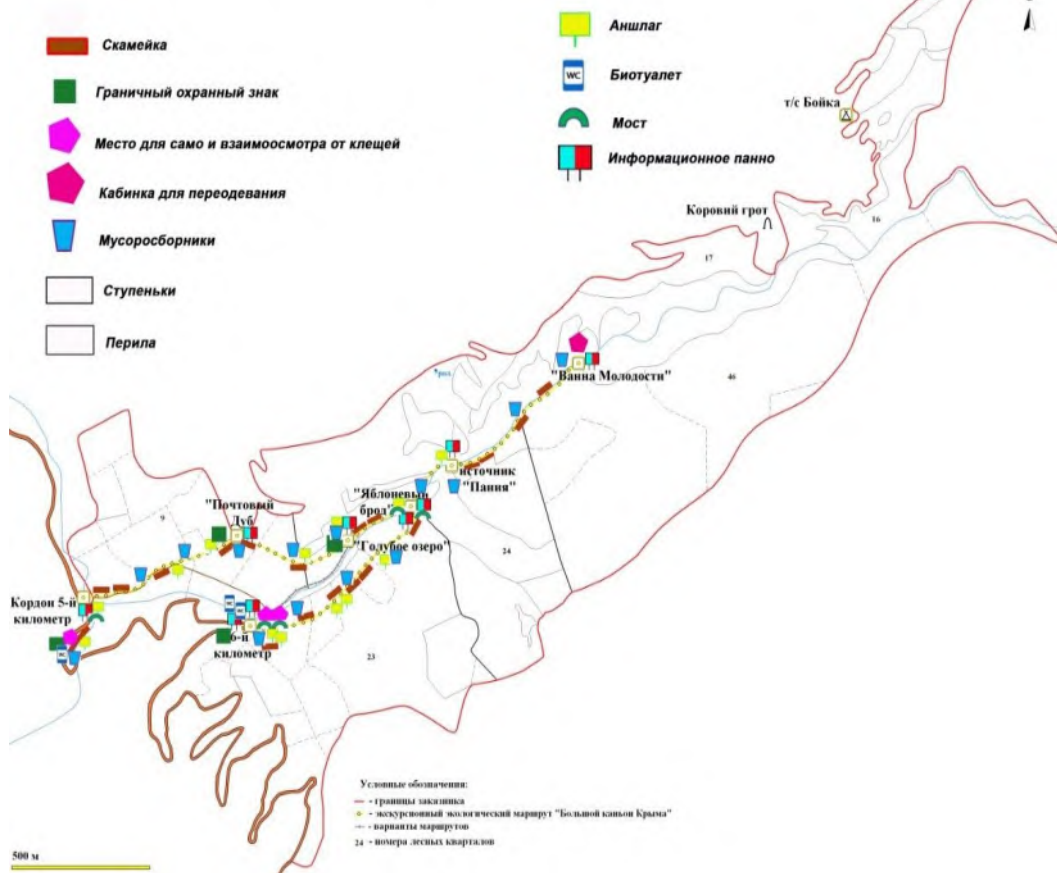 Скамейка
Граничный охранный знак
Место для само и взаимоосмотра от клещей
Кабинка для переодевания
Мусоросборники
Ступеньки
Перила
Аншлаг
WC
Биотуалет
Мост
Информационное панно
т/с Бойка
Коровий грот
16
17
46
"Ванна Молодости"
источник
"Пания"
"Яблоневый
брод"
"Голубое озеро"
"Почтовый
Дуб"
9
24
Кордон 5-й
километр
WC
WC
WC
6-й
километр
23
Условные обозначения:
- границы заказника
- экскурсионный экологический маршрут "Большой каньон Крыма"
- варианты маршрутов
24 - номера лесных кварталов
500 м